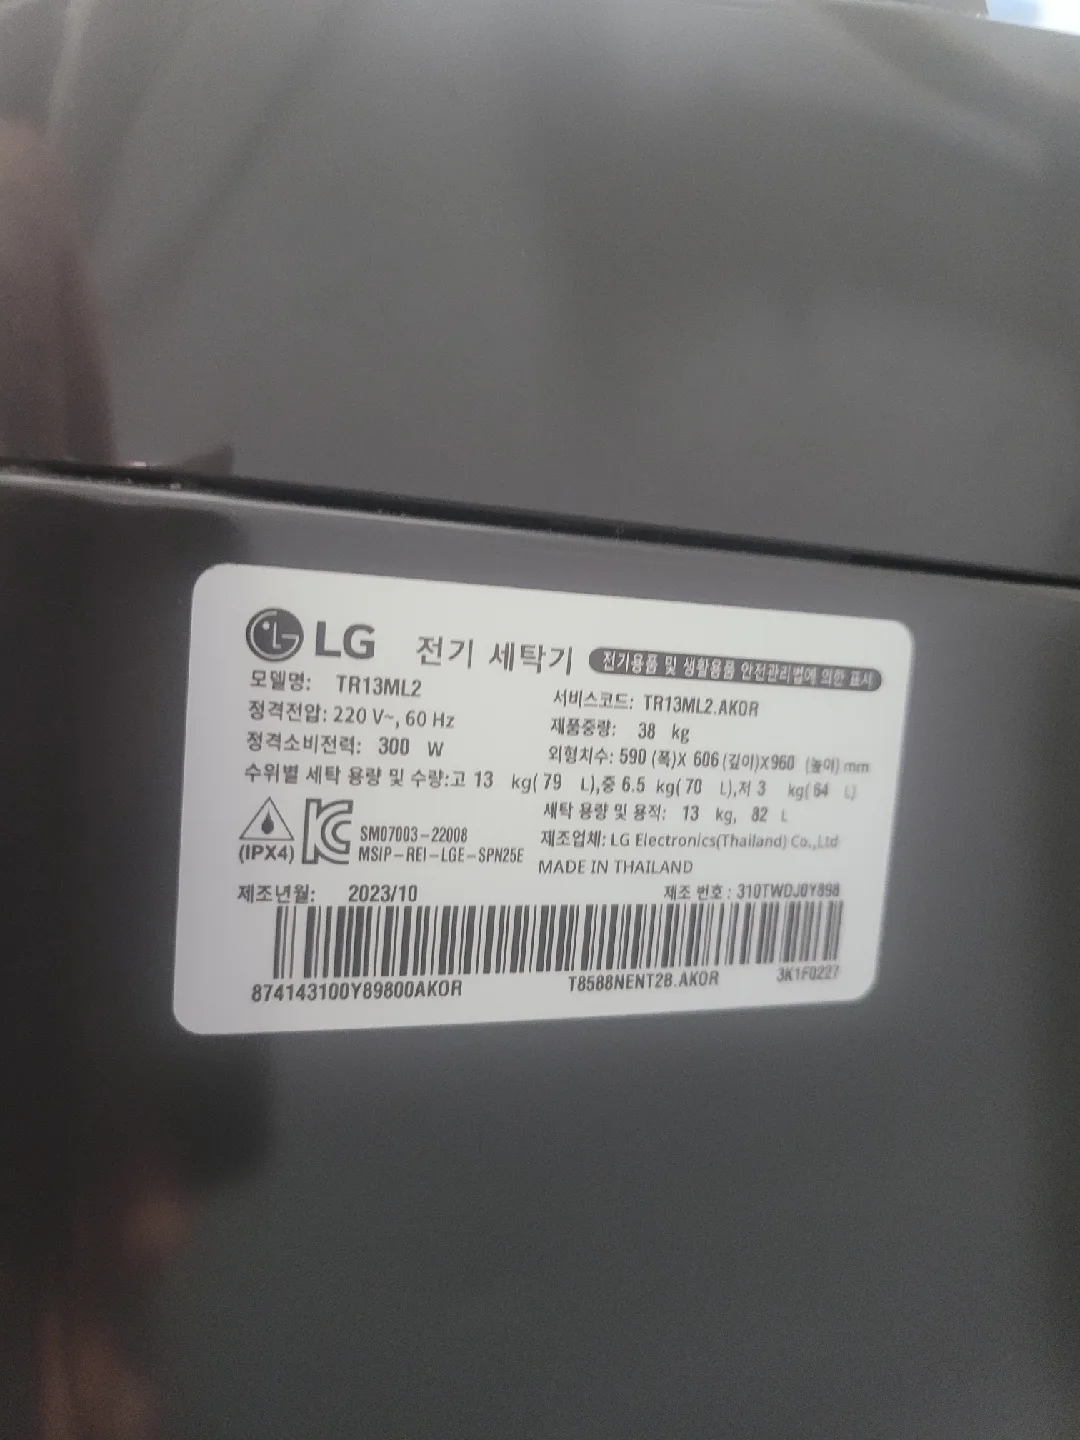 LG 전기 세탁기 전기용품 및 생활용품 안전관리법에 의한 표시
모델명: TR13ML2
서비스코드: TR13ML2.AKOR
정격전압: 220 V~, 60 Hz
제품중량: 38 kg
정격소비전력: 300 W
외형치수: 590 (폭)X 606 (깊이)X 960 (높이) mm
수위별 세탁 용량 및 수량:고 13 kg( 79 L),중 6.5 kg( 70 L),저 3 kg( 64 L)
세탁 용량 및 용적: 13 kg, 82 L
(IPX4)
SM07003-22008
MSIP-REI-LGE-SPN25E
제조업체: LG Electronics(Thailand) Co.,Ltd
MADE IN THAILAND
제조년월: 2023/10
제조 번호 : 310TWDJ0Y898
874143100Y89800AKOR
T8588NENT2B.AKOR
3K1F0227